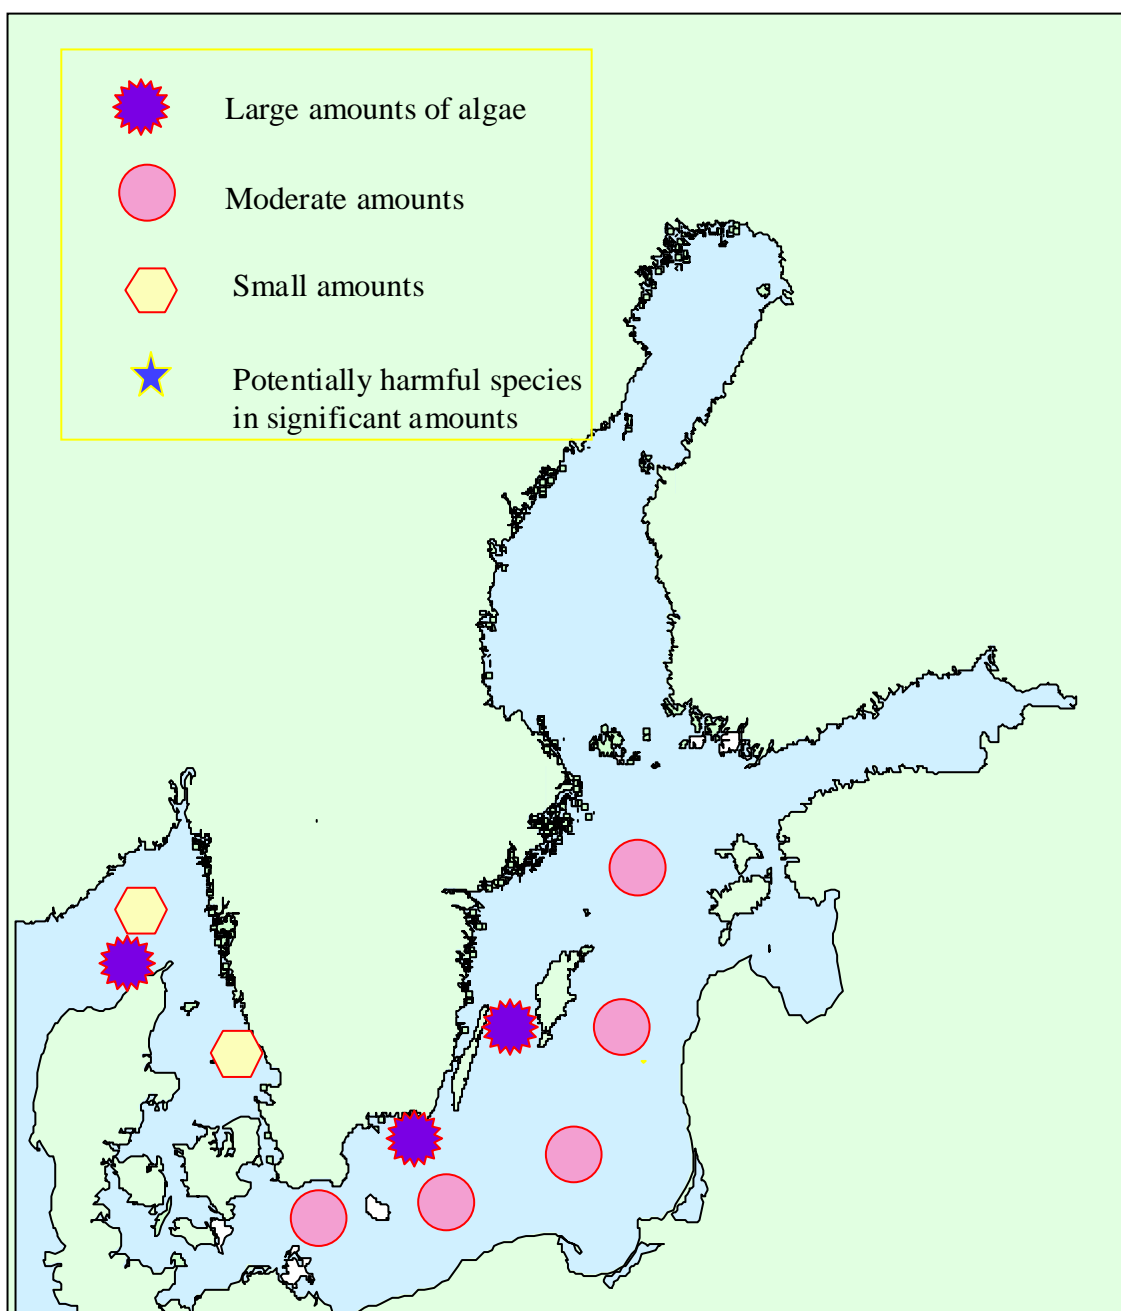 Large amounts of algae
Moderate amounts
Small amounts
Potentially harmful species
in significant amounts